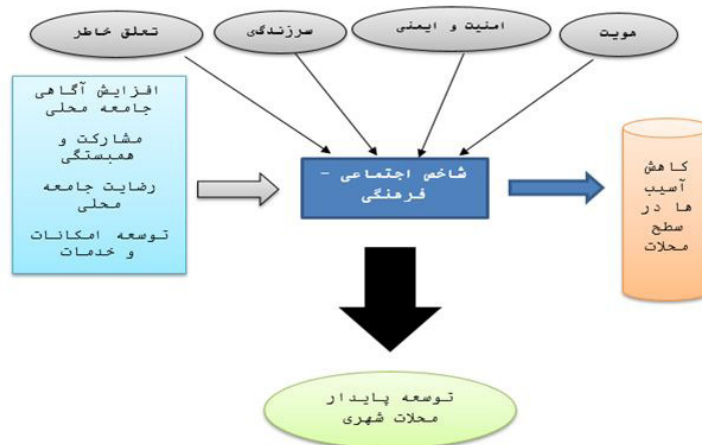 هویت
امنیت و ایمنی
سرزندگی
تعلق خاطر
افزایش آگاهی
جامعه محلی
مشارکت و
همبستگی
رضایت جامعه
محلی
توسعه امکانات
و خدمات
شاخص اجتماعی –
فرهنگی
کاهش
آسیب
ها در
سطح
محلات
توسعه پایدار
محلات شهری